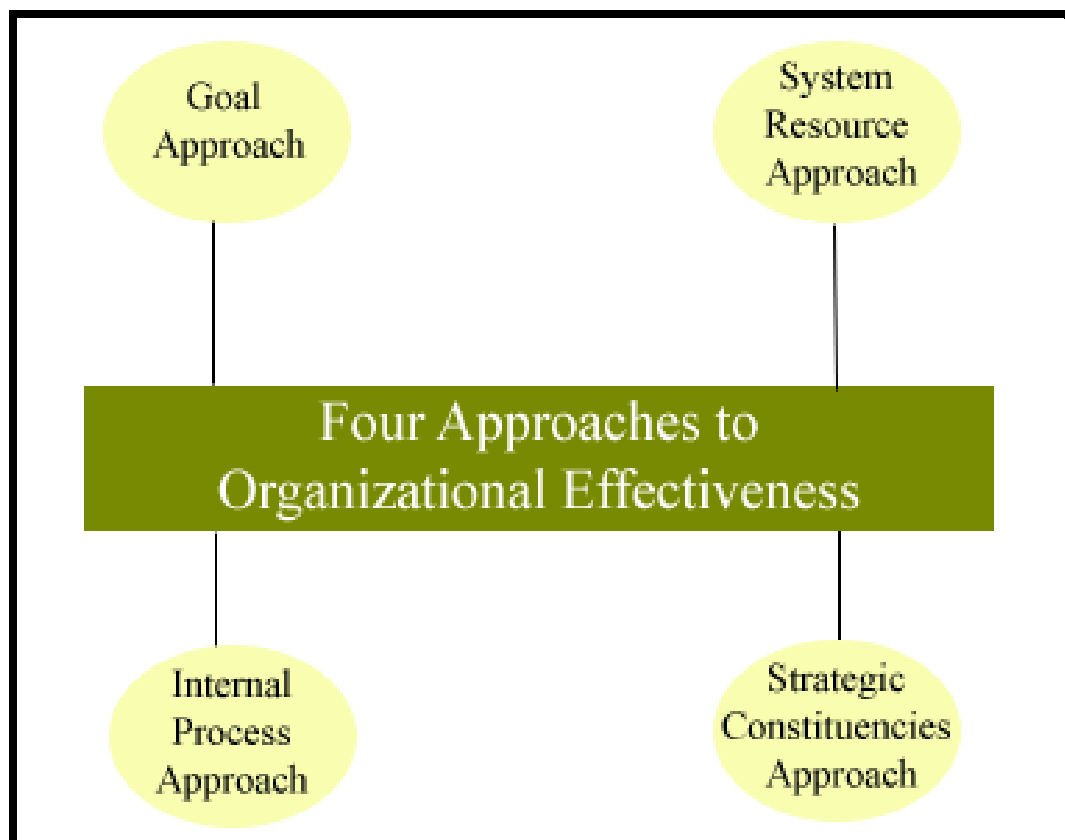 Goal
Approach
System
Resource
Approach
Four Approaches to
Organizational Effectiveness
Internal
Process
Approach
Strategic
Constituencies
Approach